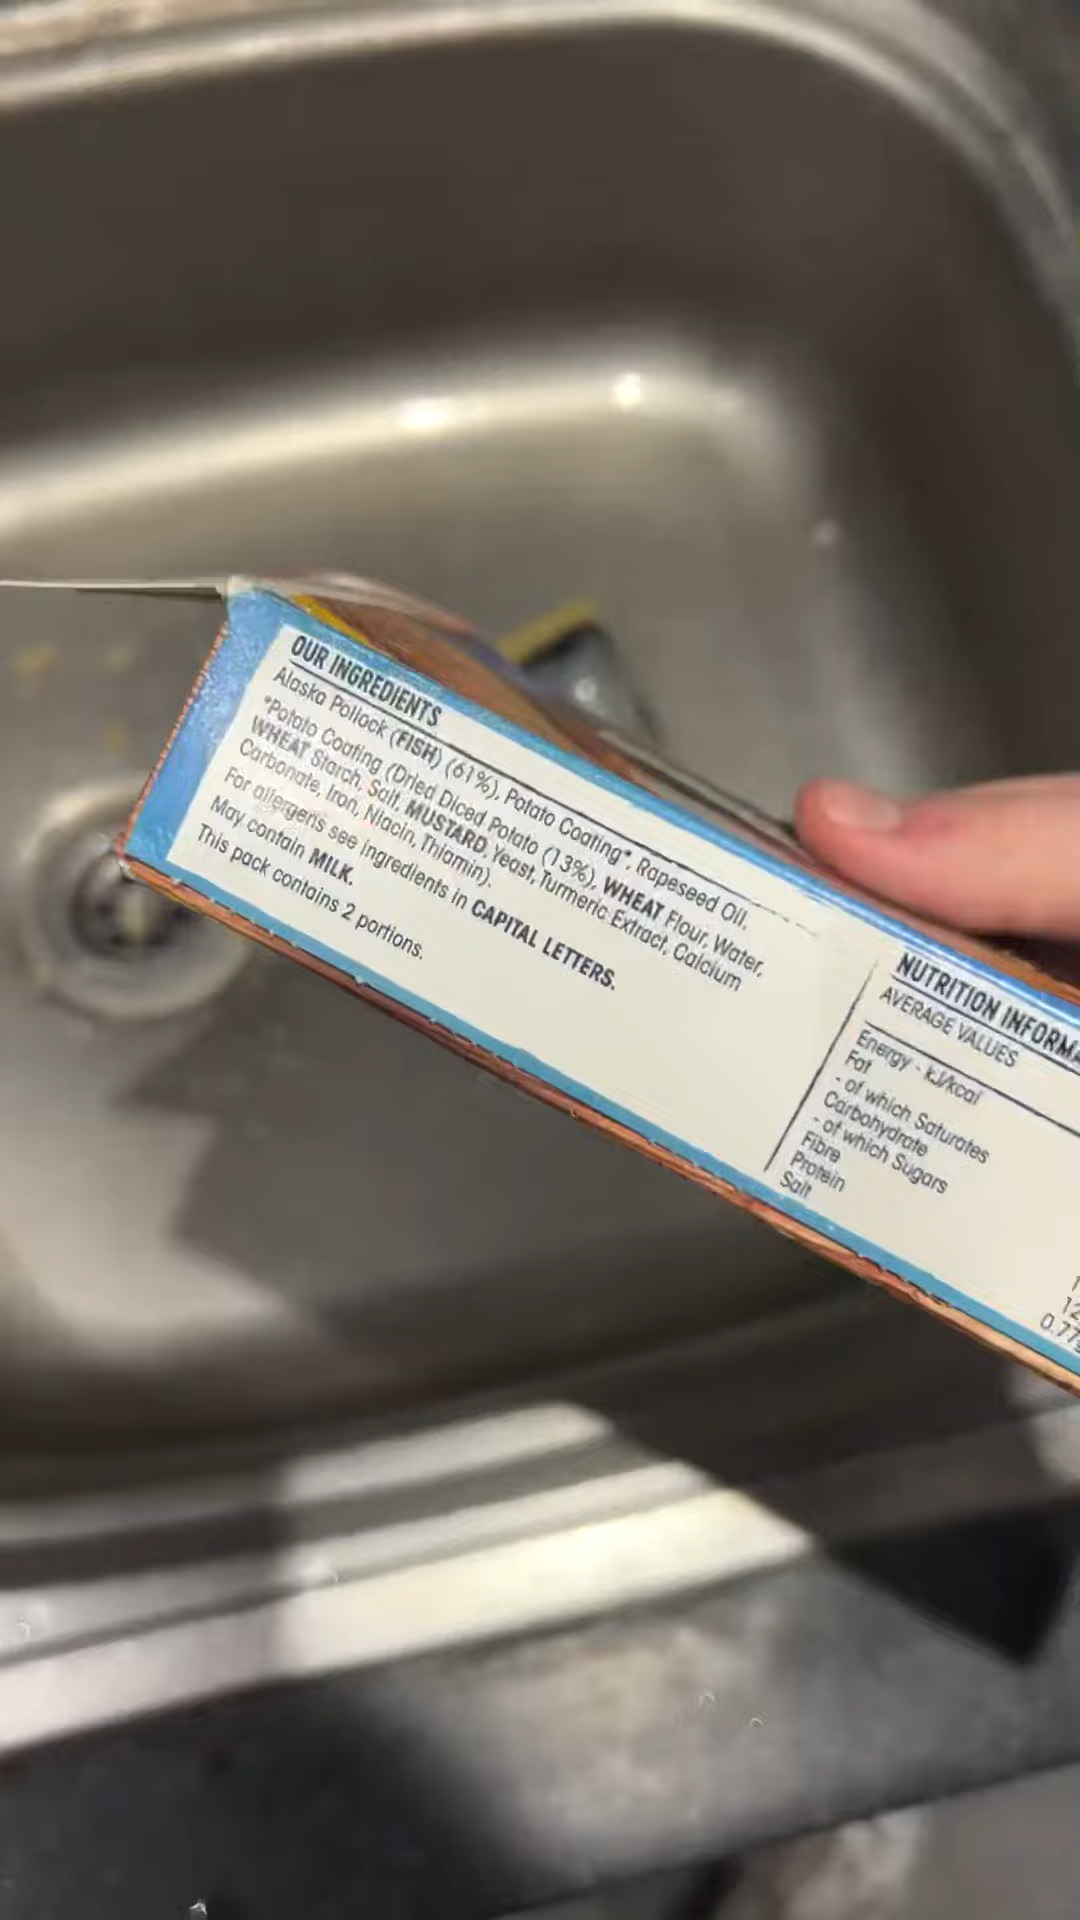 OUR INGREDIENTS
Alaska Pollock (FISH) (61%), Potato Coating*, Rapeseed Oil.
*Potato Coating (Dried Diced Potato (13%), WHEAT Flour, Water,
WHEAT Starch, Salt, MUSTARD, Yeast, Turmeric Extract, Calcium
Carbonate, Iron, Niacin, Thiamin).
For allergens see ingredients in CAPITAL LETTERS.
May contain MILK.
This pack contains 2 portions.
NUTRITION
AVERAGE VALUES
Energy - kJ/kcal
Fat
- of which Saturates
Carbohydrate
- of which Sugars
Fibre
Protein
Salt